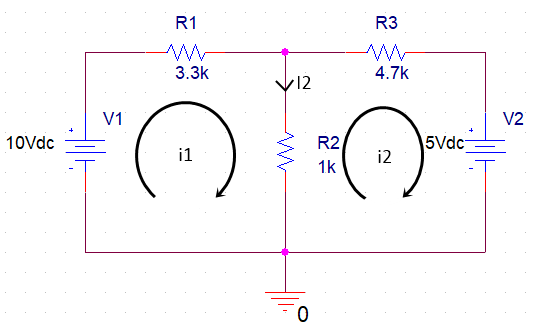 R1
3.3k
R3
4.7k
I2
V1
10Vdc
i1
R2
1k
i2
5Vdc
V2
+
-
+
-
0